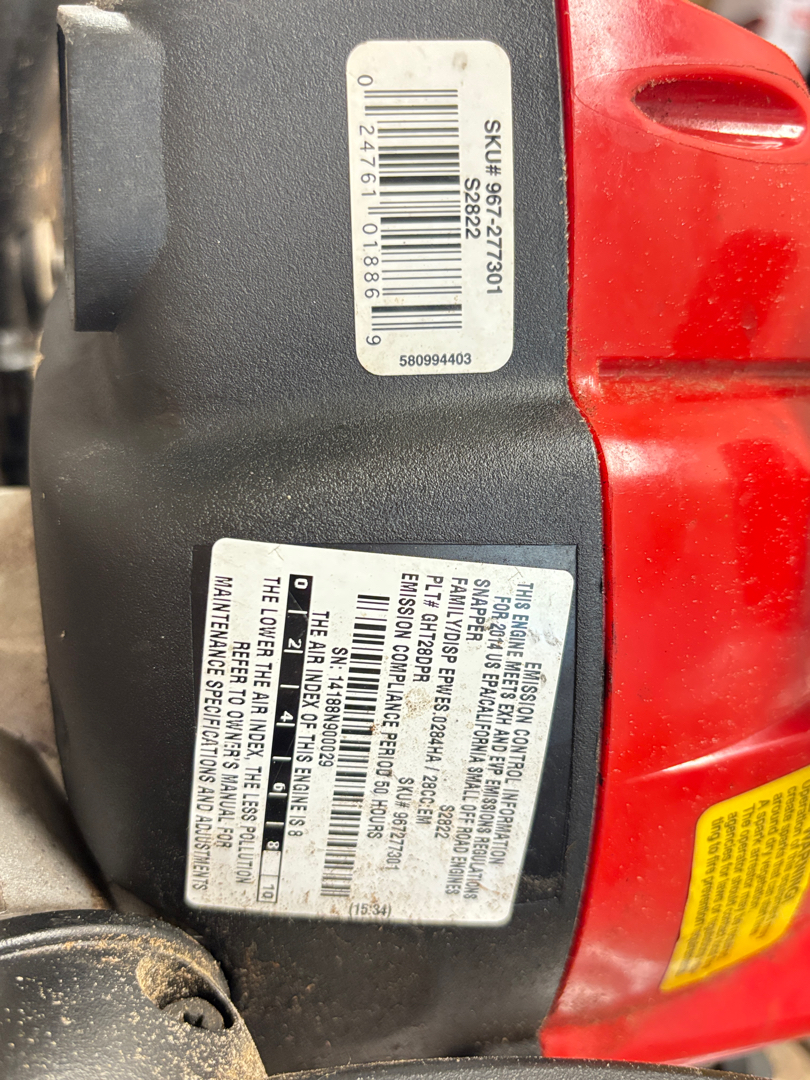 SKU# 967-277301
S2822
0 24761 01886 9
580994403
EMISSION CONTROL INFORMATION
THIS ENGINE MEETS EXH AND EVP EMISSIONS REGULATIONS
FOR 2014 US EPA/CALIFORNIA SMALL OFF ROAD ENGINES
SNAPPER S2822
FAMILY/DISP EPWES.0284HA / 28CC:EM
PLT# GHT28DPR SKU# 967277301
EMISSION COMPLIANCE PERIOD 50 HOURS
(15:34)
SN: 14188N900029
THE AIR INDEX OF THIS ENGINE IS 8
0 | 2 | 4 | 6 | 8 10
THE LOWER THE AIR INDEX, THE LESS POLLUTION
REFER TO OWNER'S MANUAL FOR
MAINTENANCE SPECIFICATIONS AND ADJUSTMENTS